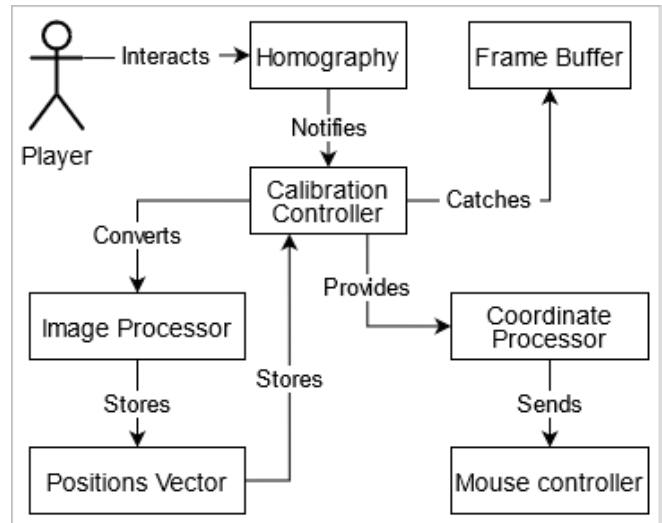 Interacts
Homography
Frame Buffer
Player
Notifies
Calibration
Controller
Catches
Converts
Provides
Image Processor
Coordinate
Processor
Stores
Stores
Sends
Positions Vector
Mouse controller